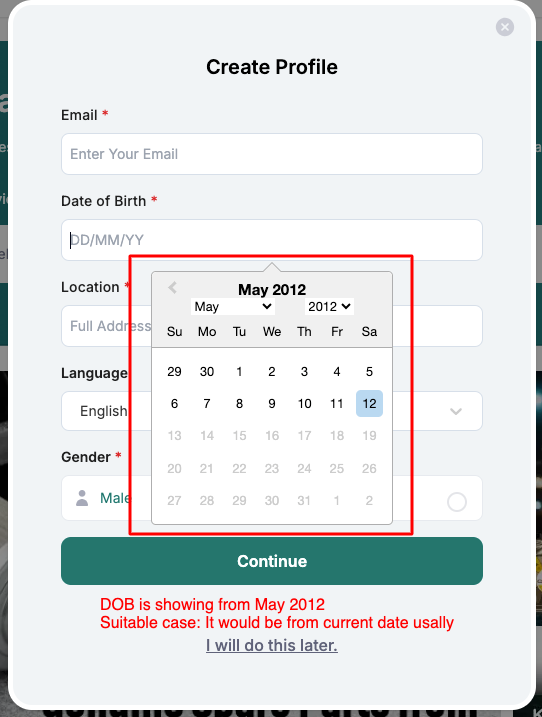 Create Profile
Email *
Enter Your Email
Date of Birth *
DD/MM/YY
May 2012
May 2012
Su Mo Tu We Th Fr Sa
29 30 1 2 3 4 5
6 7 8 9 10 11 12
13 14 15 16 17 18 19
20 21 22 23 24 25 26
27 28 29 30 31 1 2
Location *
Full Address
Language
English
Gender *
Male
Continue
DOB is showing from May 2012
Suitable case: It would be from current date usally
I will do this later.